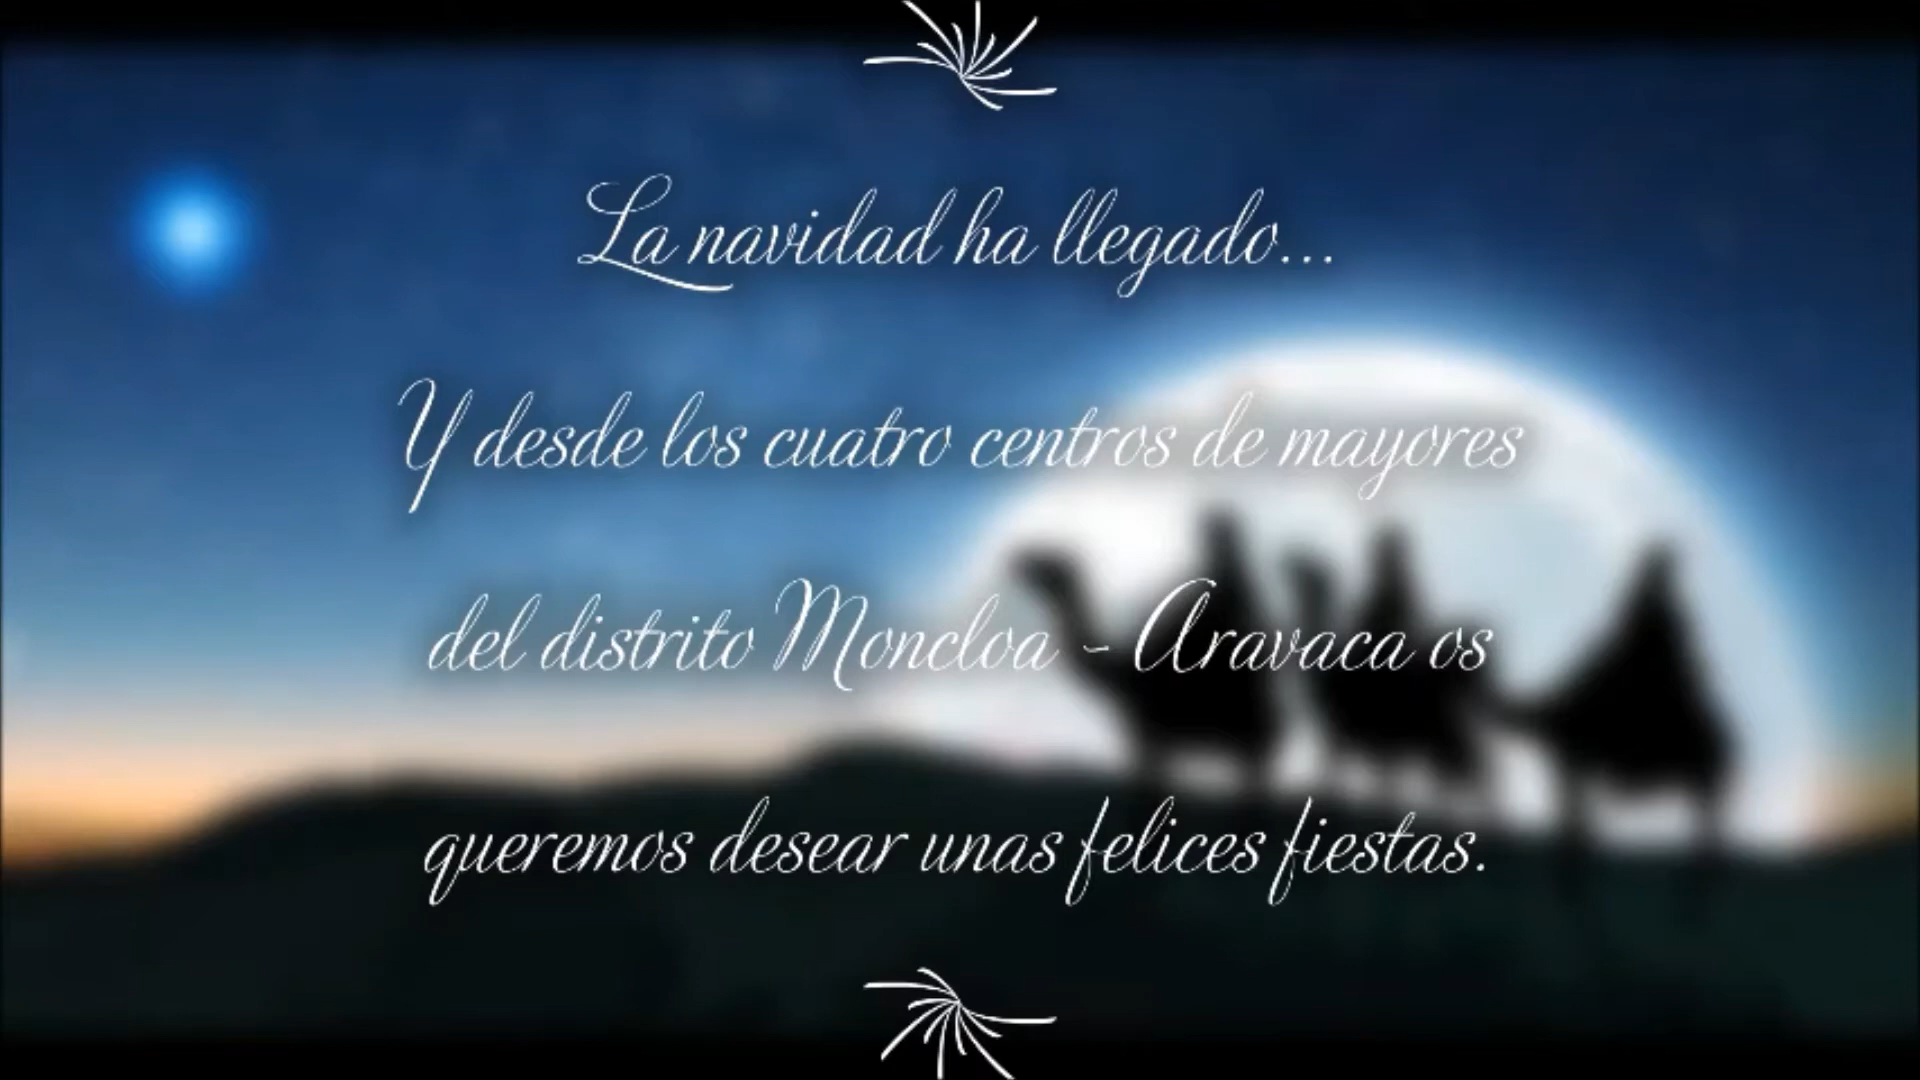 La navidad ha llegado...
Y desde los cuatro centros de mayores
del distrito Moncloa - Aravaca os
queremos desear unas felices fiestas.